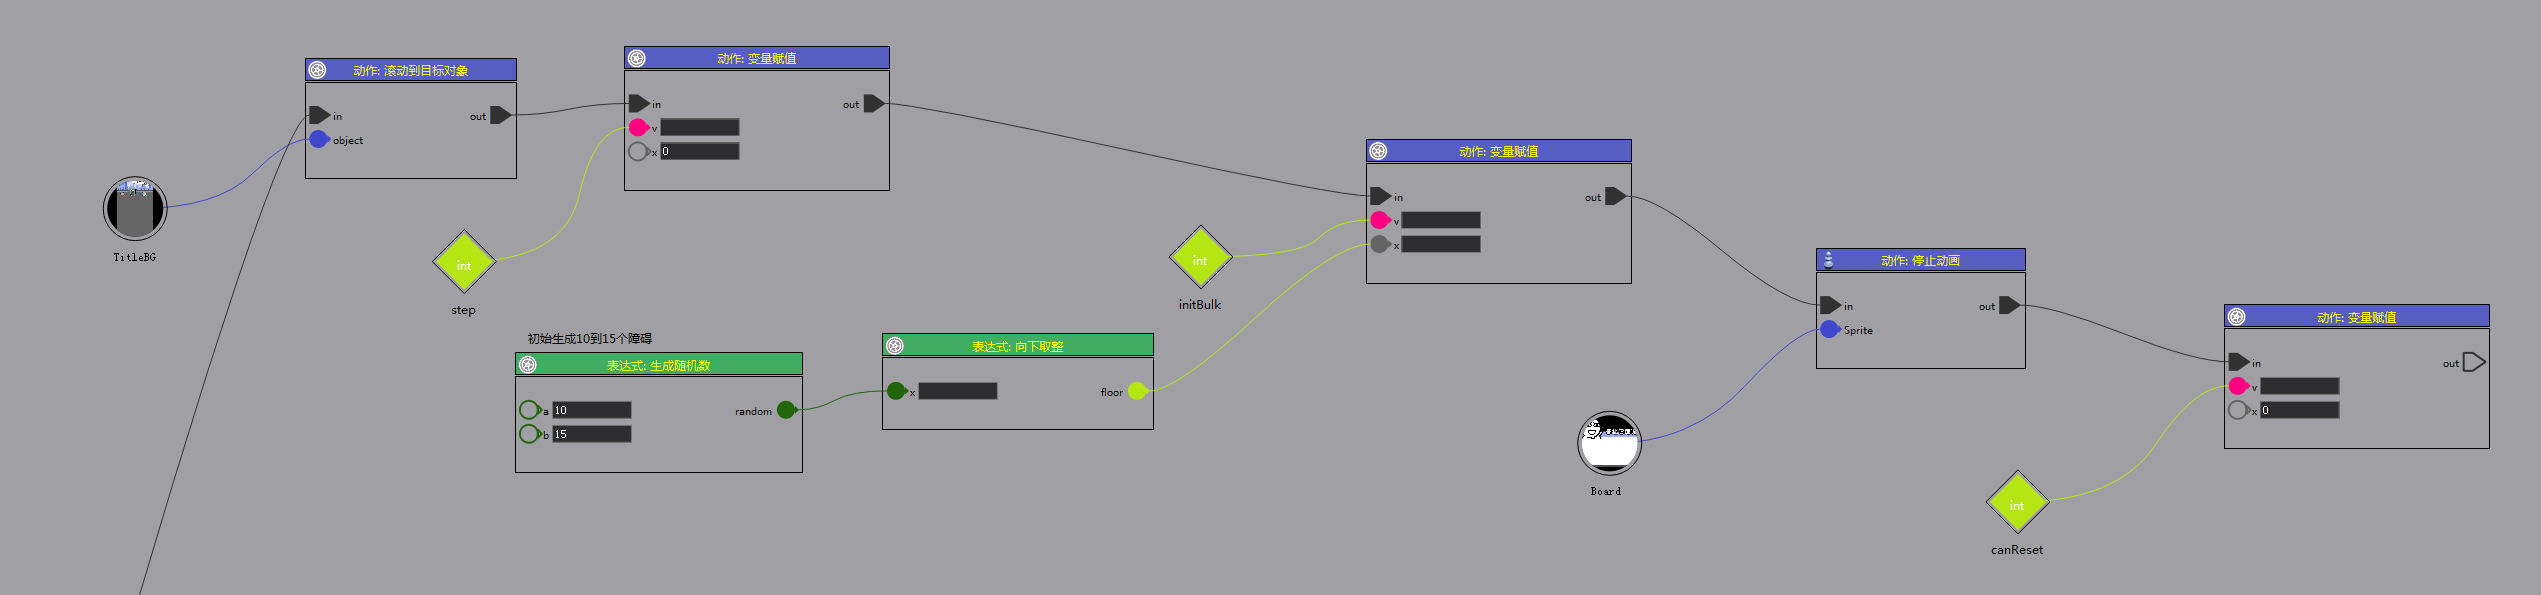 动作: 滚动到目标对象
in
out
object
TitleBG
动作: 变量赋值
in
out
v
x 0
int
step
初始生成10到15个障碍
表达式: 生成随机数
a 10
random
b 15
表达式: 向下取整
x
floor
int
initBulk
动作: 变量赋值
in
out
v
x
动作: 停止动画
in
out
Sprite
Board
动作: 变量赋值
in
out
v
x 0
int
canReset